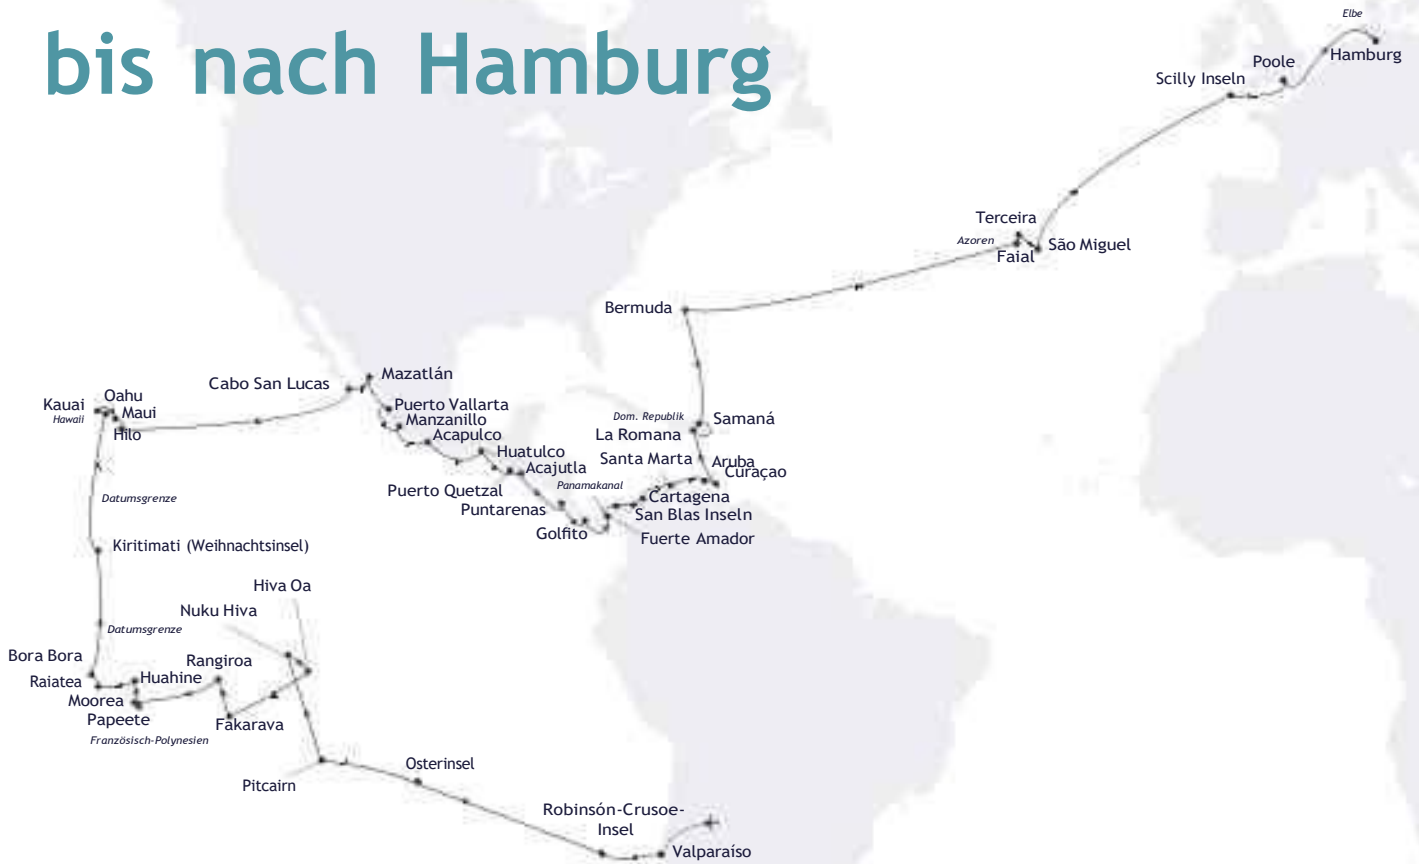 bis nach Hamburg
Elbe
Hamburg
Poole
Scilly Inseln
Terceira
Azoren
São Miguel
Faial
Bermuda
Mazatlán
Cabo San Lucas
Oahu
Kauai
Maui
Hawaii
Hilo
Puerto Vallarta
Manzanillo
Acapulco
Dom. Republik
Samaná
La Romana
Huatulco
Santa Marta
Aruba
Acajutla
Curaçao
Puerto Quetzal
Panamakanal
Cartagena
Datumsgrenze
Puntarenas
San Blas Inseln
Golfito
Fuerte Amador
Kiritimati (Weihnachtsinsel)
Hiva Oa
Nuku Hiva
Datumsgrenze
Bora Bora
Rangiroa
Raiatea
Huahine
Moorea
Papeete
Fakarava
Französisch-Polynesien
Osterinsel
Pitcairn
Robinsón-Crusoe-
Insel
Valparaíso